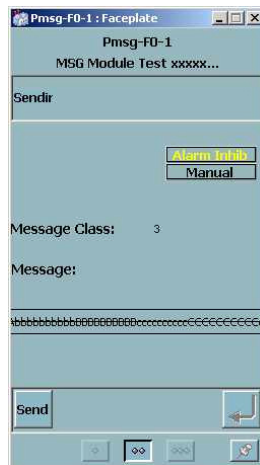 Pmsg-F0-1 : Faceplate
Pmsg-F0-1
MSG Module Test xxxxx...
Sendir
Alarm Inhib
Manual
Message Class: 3
Message:
Send